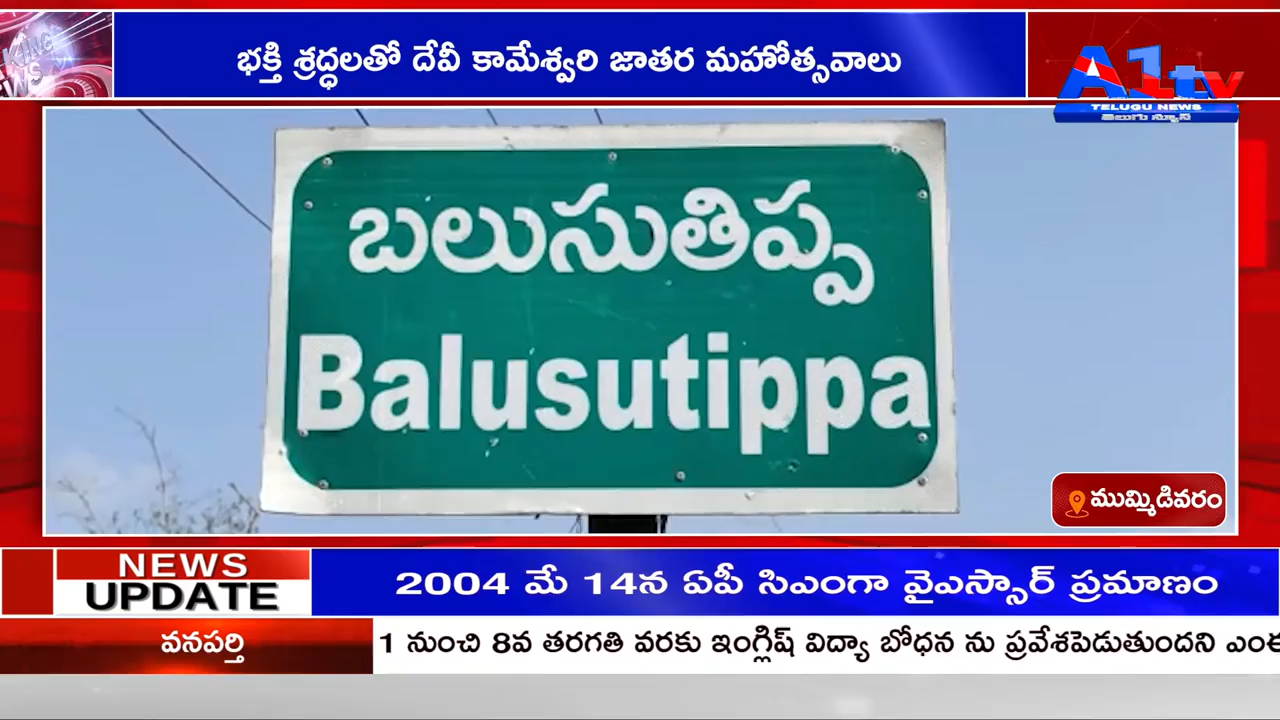 భక్తి శ్రద్ధలతో దేవీ కామేశ్వరి జాతర మహోత్సవాలు
A1tv
TELUGU NEWS
తెలుగు న్యూస్
బలుసుతిప్ప
Balusutippa
ముమ్మిడివరం
NEWS
UPDATE
2004 మే 14న ఏపీ సిఎంగా వైఎస్సార్ ప్రమాణం
వనపర్తి
1 నుంచి 8వ తరగతి వరకు ఇంగ్లిష్ విద్యా బోధన ను ప్రవేశపెడుతుందని